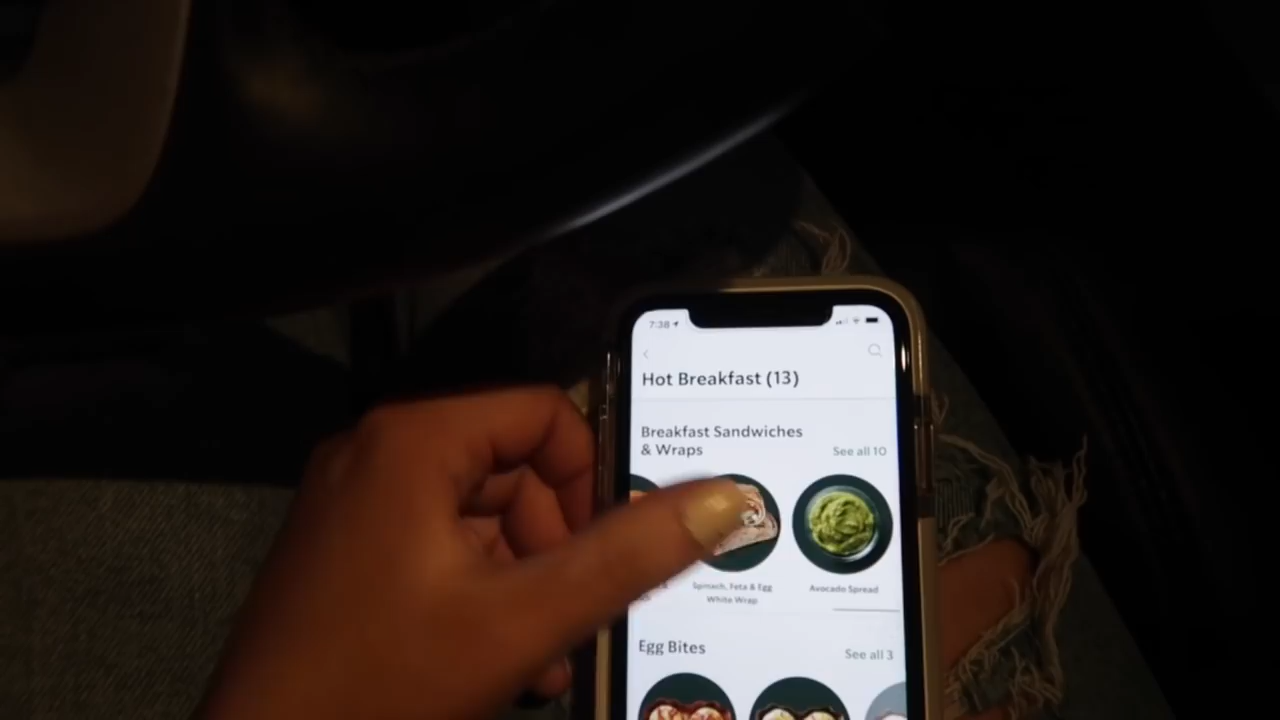 7:38
Hot Breakfast (13)
Breakfast Sandwiches
& Wraps
See all 10
Spinach, Feta & Egg
White Wrap
Avocado Spread
Egg Bites
See all 3